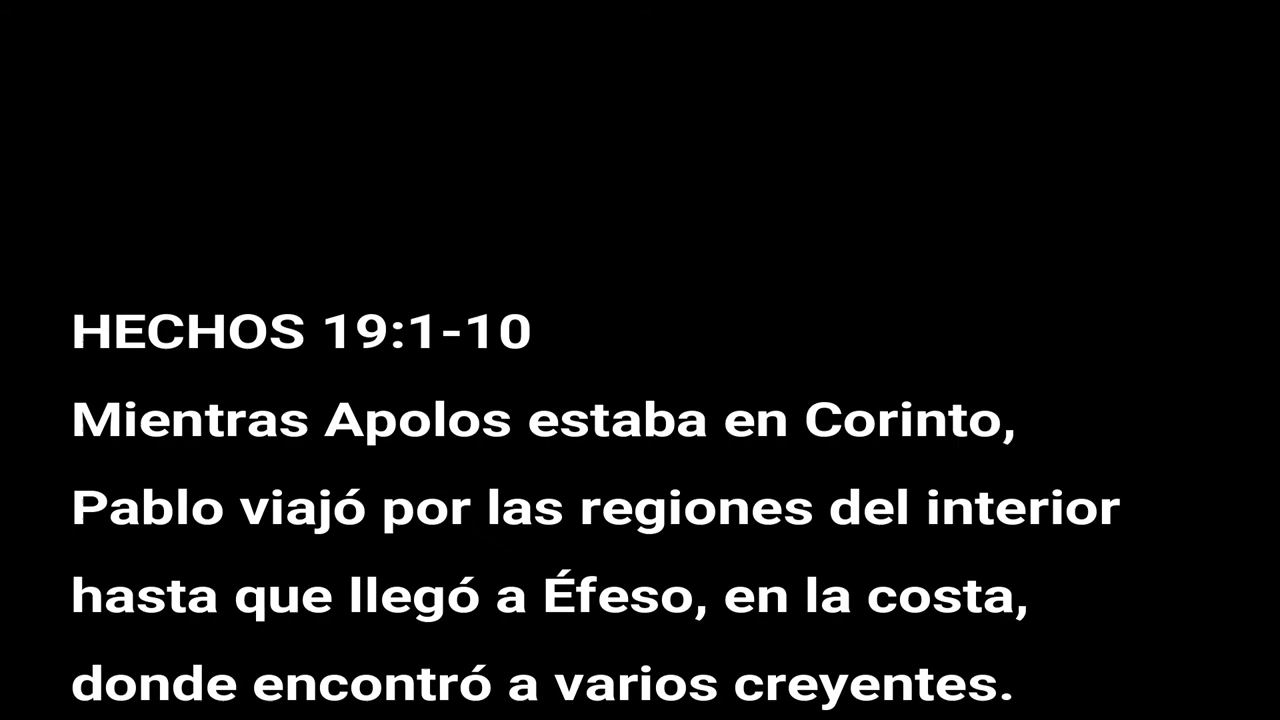 HECHOS 19:1-10
Mientras Apolos estaba en Corinto,
Pablo viajó por las regiones del interior
hasta que llegó a Éfeso, en la costa,
donde encontró a varios creyentes.